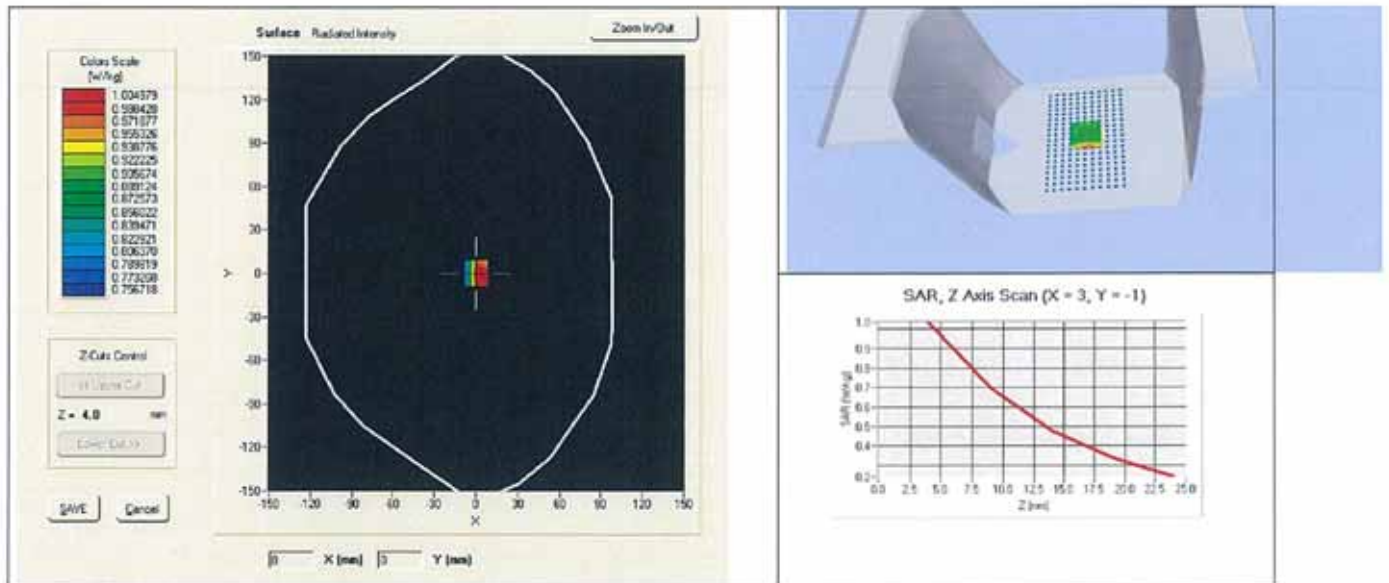 Surface Radiated Intensity
Zoom In/Out
Colors Scale
(W/kg)
1.004979
0.988428
0.971877
0.955326
0.938776
0.922225
0.905674
0.889124
0.872573
0.856022
0.839471
0.822921
0.806370
0.789819
0.773268
0.756718
150
120
90
60
30
0
-30
-60
-90
-120
-150
Y
-150 -120 -90 -60 -30 0 30 60 90 120 150
X
Z-Cuts Control
Z = 4.0 mm
SAVE Cancel
X (mm) Y (mm)
SAR, Z Axis Scan (X = 3, Y = -1)
1.0
0.9
0.8
0.7
0.6
0.5
0.4
0.2
SAR (W/kg)
0.0 2.5 5.0 7.5 10.0 12.5 15.0 17.5 20.0 22.5 25.0
Z (mm)